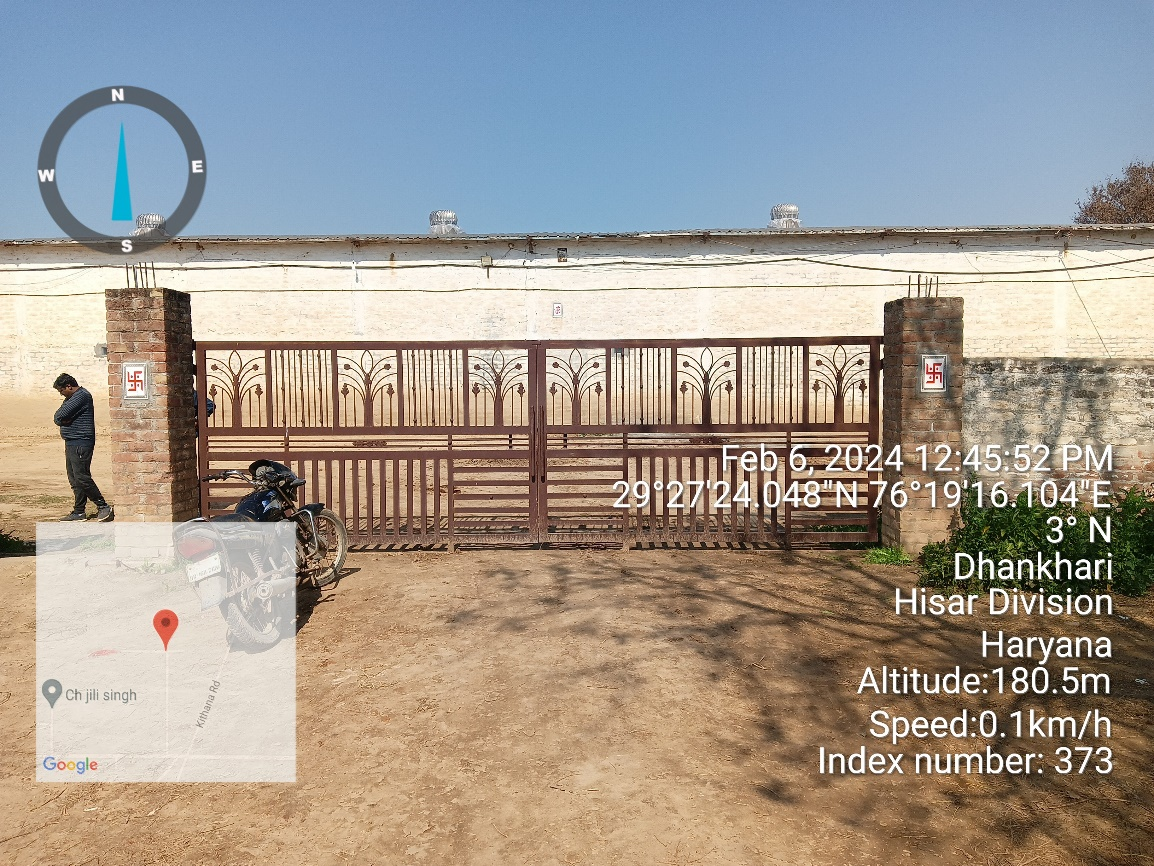 N
W
E
S
Feb 6, 2024 12:45:52 PM
29°27'24.048"N 76°19'16.104"E
3° N
Dhankhari
Hisar Division
Haryana
Altitude:180.5m
Speed:0.1km/h
Index number: 373
Ch jili singh
Kithana Rd
Google